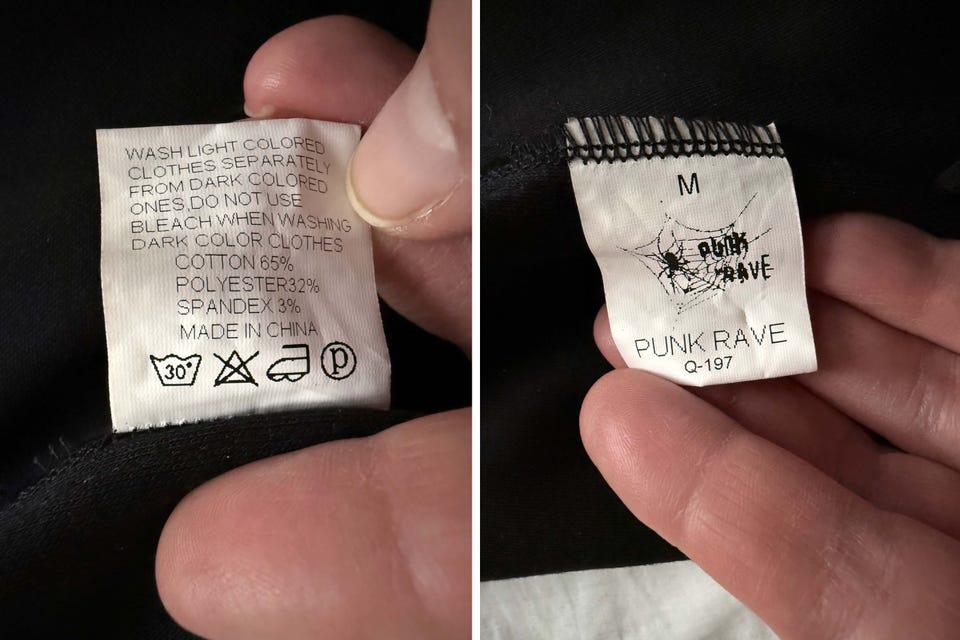 WASH LIGHT COLORED
CLOTHES SEPARATELY
FROM DARK COLORED
ONES,DO NOT USE
BLEACH WHEN WASHING
DARK COLOR CLOTHES
COTTON 65%
POLYESTER32%
SPANDEX 3%
MADE IN CHINA
30° p
M
PUNK
RAVE
PUNK RAVE
Q-197